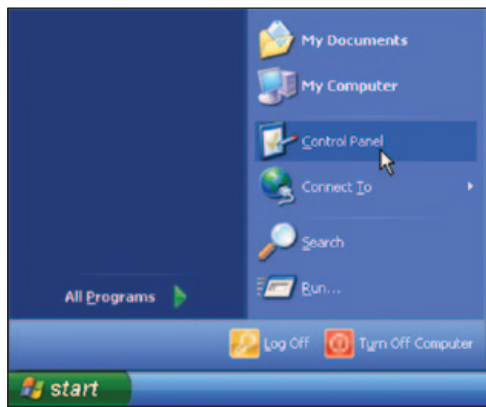 My Documents
My Computer
Control Panel
Connect To
Search
Run...
All Programs
Log Off
Turn Off Computer
start